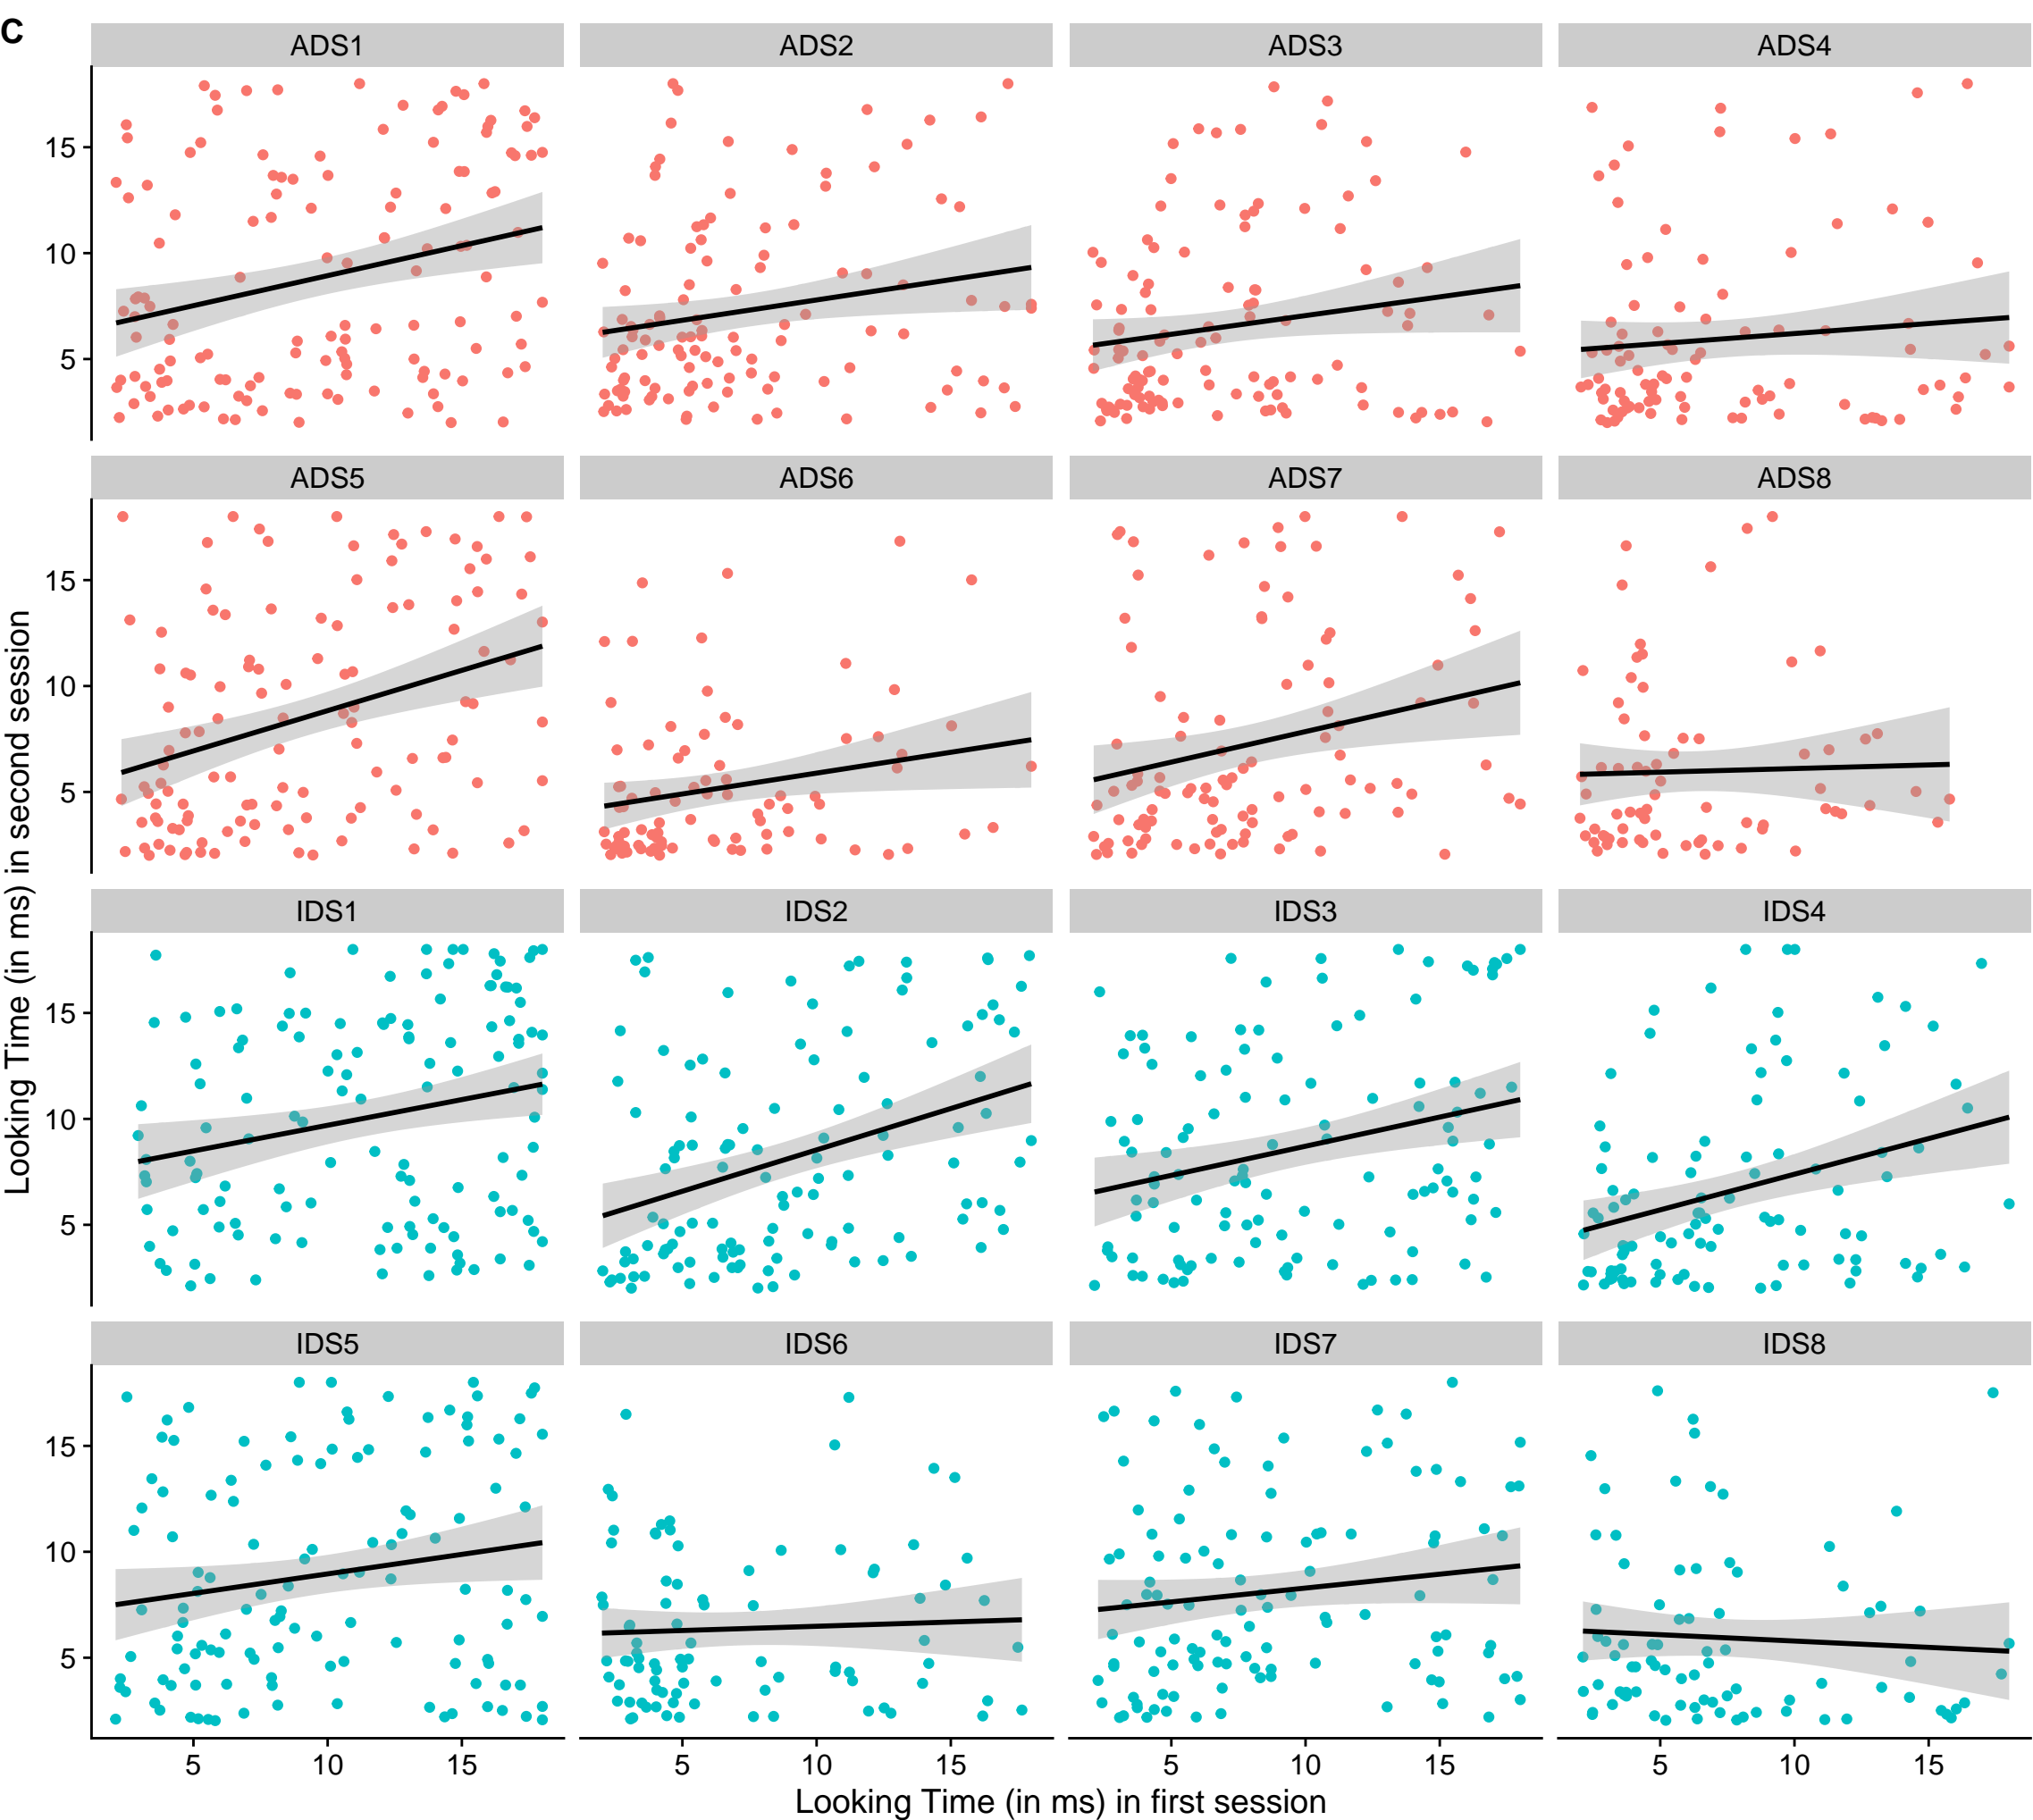 C
ADS1 ADS2 ADS3 ADS4
15
10
5
ADS5 ADS6 ADS7 ADS8
15
10
5
Looking Time (in ms) in second session
IDS1 IDS2 IDS3 IDS4
15
10
5
IDS5 IDS6 IDS7 IDS8
15
10
5
5 10 15 5 10 15 5 10 15 5 10 15
Looking Time (in ms) in first session